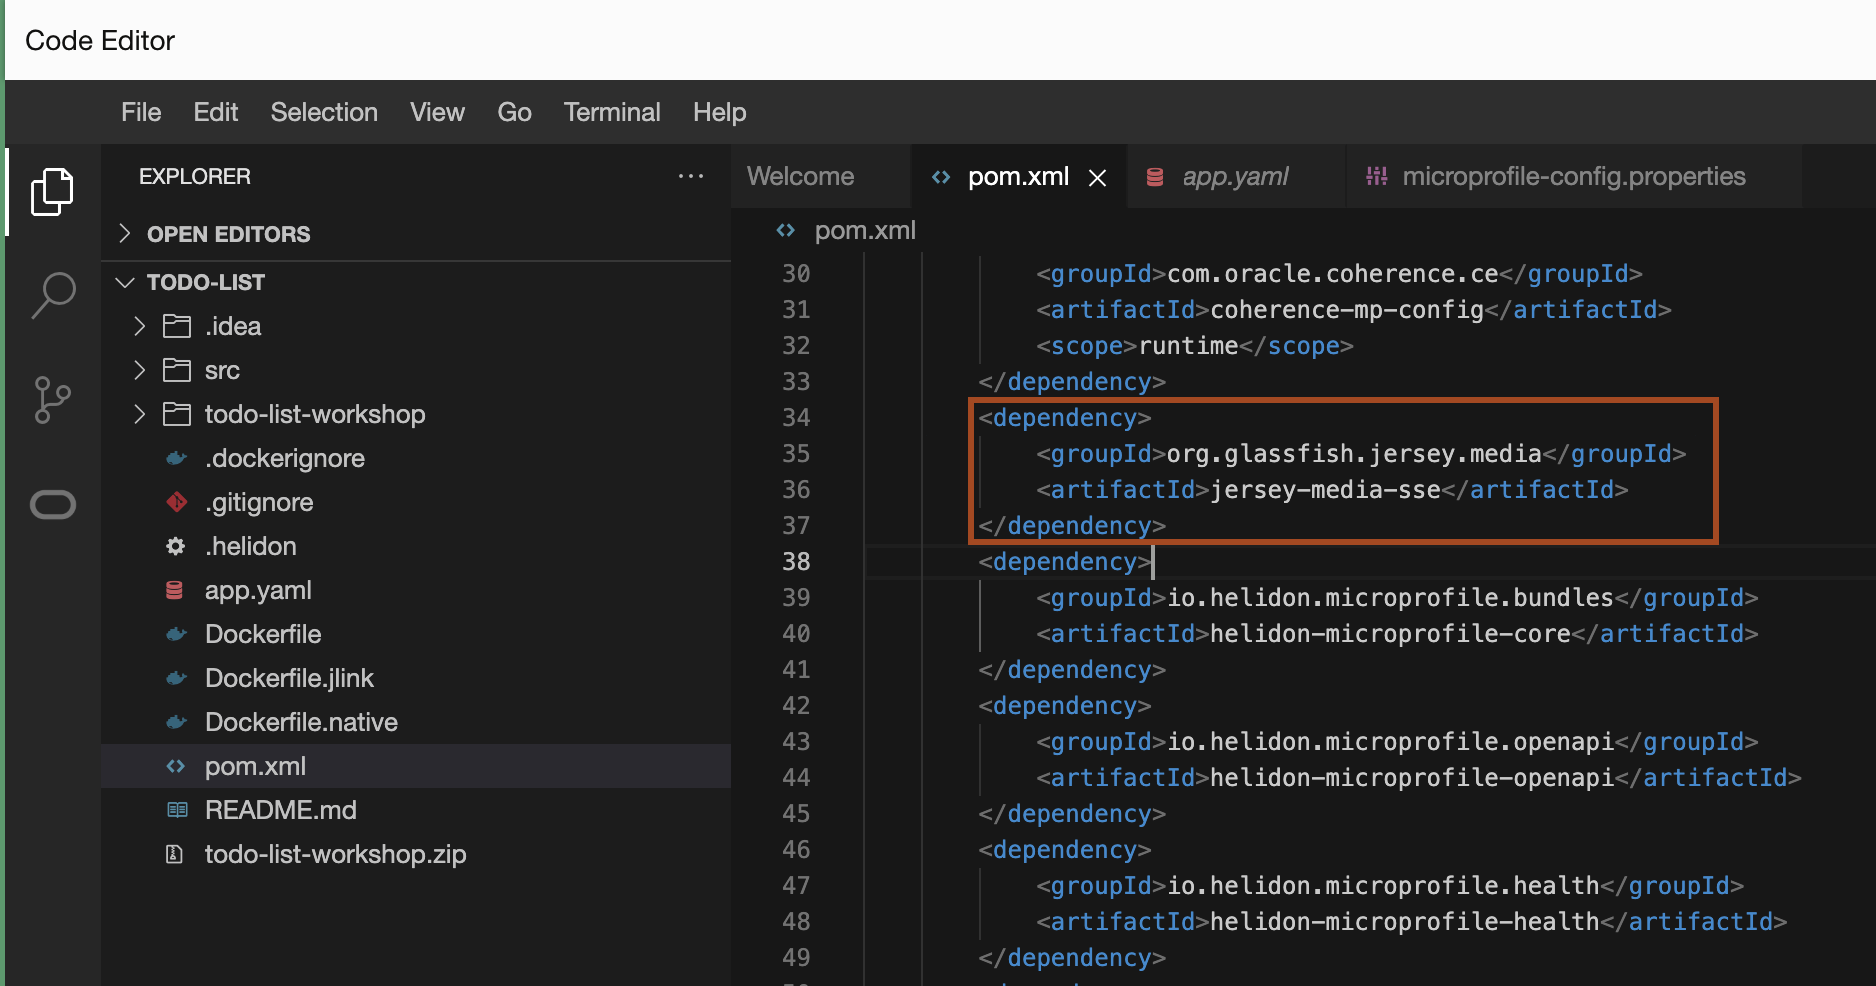 Code Editor
File Edit Selection View Go Terminal Help
EXPLORER ...
OPEN EDITORS
TODO-LIST
.idea
src
todo-list-workshop
.dockerignore
.gitignore
.helidon
app.yaml
Dockerfile
Dockerfile.jlink
Dockerfile.native
pom.xml
README.md
todo-list-workshop.zip
Welcome pom.xml app.yaml microprofile-config.properties
pom.xml
30 <groupId>com.oracle.coherence.ce</groupId>
31 <artifactId>coherence-mp-config</artifactId>
32 <scope>runtime</scope>
33 </dependency>
34 <dependency>
35 <groupId>org.glassfish.jersey.media</groupId>
36 <artifactId>jersey-media-sse</artifactId>
37 </dependency>
38 <dependency>
39 <groupId>io.helidon.microprofile.bundles</groupId>
40 <artifactId>helidon-microprofile-core</artifactId>
41 </dependency>
42 <dependency>
43 <groupId>io.helidon.microprofile.openapi</groupId>
44 <artifactId>helidon-microprofile-openapi</artifactId>
45 </dependency>
46 <dependency>
47 <groupId>io.helidon.microprofile.health</groupId>
48 <artifactId>helidon-microprofile-health</artifactId>
49 </dependency>